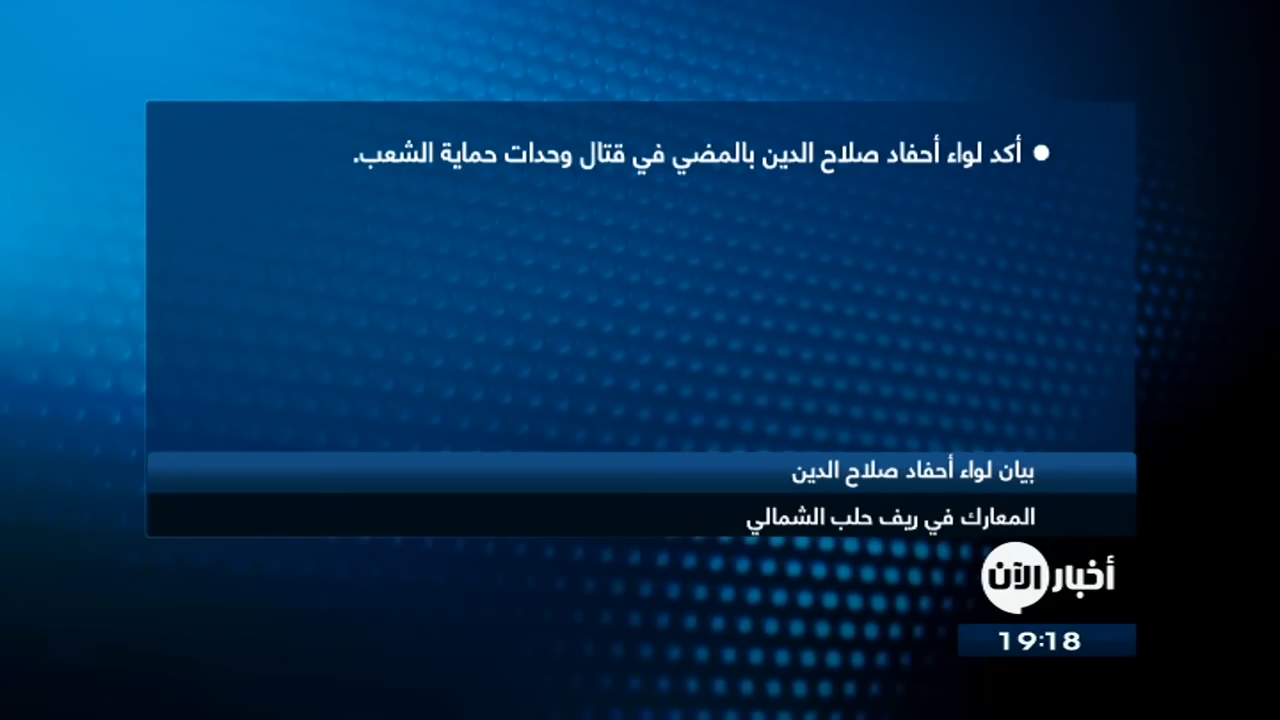 ● أكد لواء أحفاد صلاح الدين بالمضي في قتال وحدات حماية الشعب.
بيان لواء أحفاد صلاح الدين
المعارك في ريف حلب الشمالي
أخبار الآن
19:18